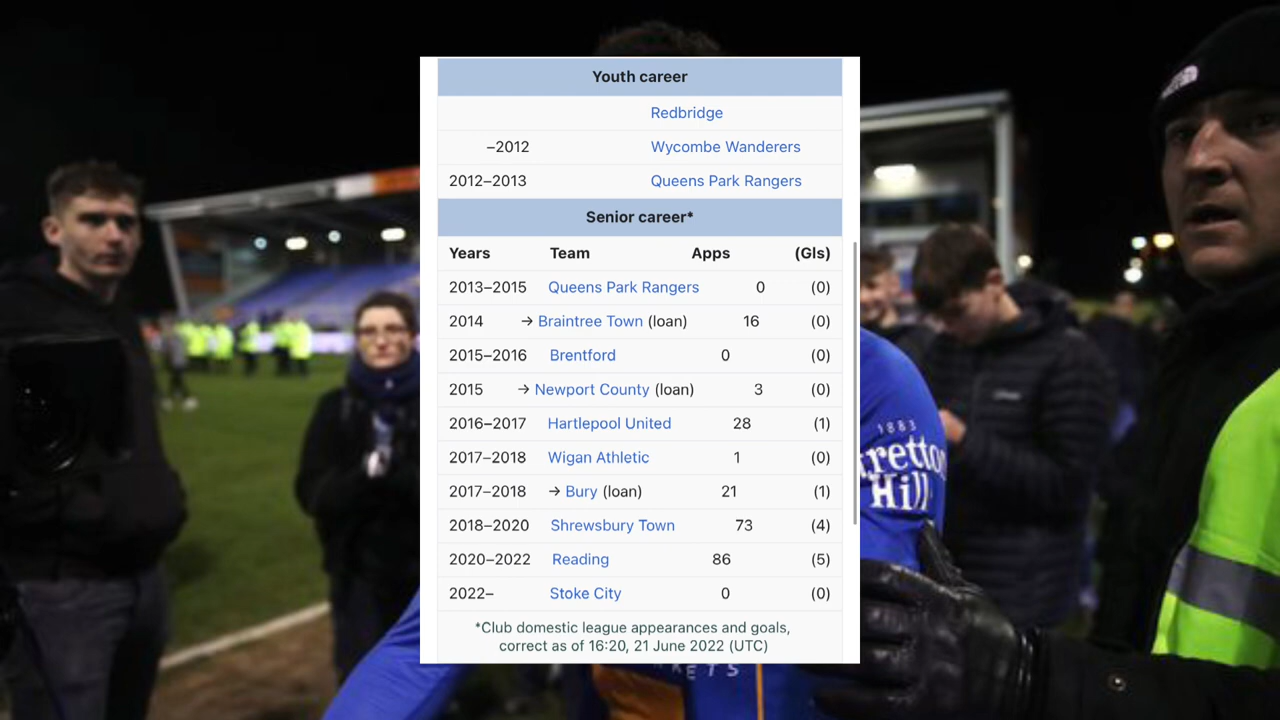 Youth career
Redbridge
–2012 Wycombe Wanderers
2012–2013 Queens Park Rangers
Senior career*
Years Team Apps (Gls)
2013–2015 Queens Park Rangers 0 (0)
2014 → Braintree Town (loan) 16 (0)
2015–2016 Brentford 0 (0)
2015 → Newport County (loan) 3 (0)
2016–2017 Hartlepool United 28 (1)
2017–2018 Wigan Athletic 1 (0)
2017–2018 → Bury (loan) 21 (1)
2018–2020 Shrewsbury Town 73 (4)
2020–2022 Reading 86 (5)
2022– Stoke City 0 (0)
*Club domestic league appearances and goals,
correct as of 16:20, 21 June 2022 (UTC)
1883
Hill